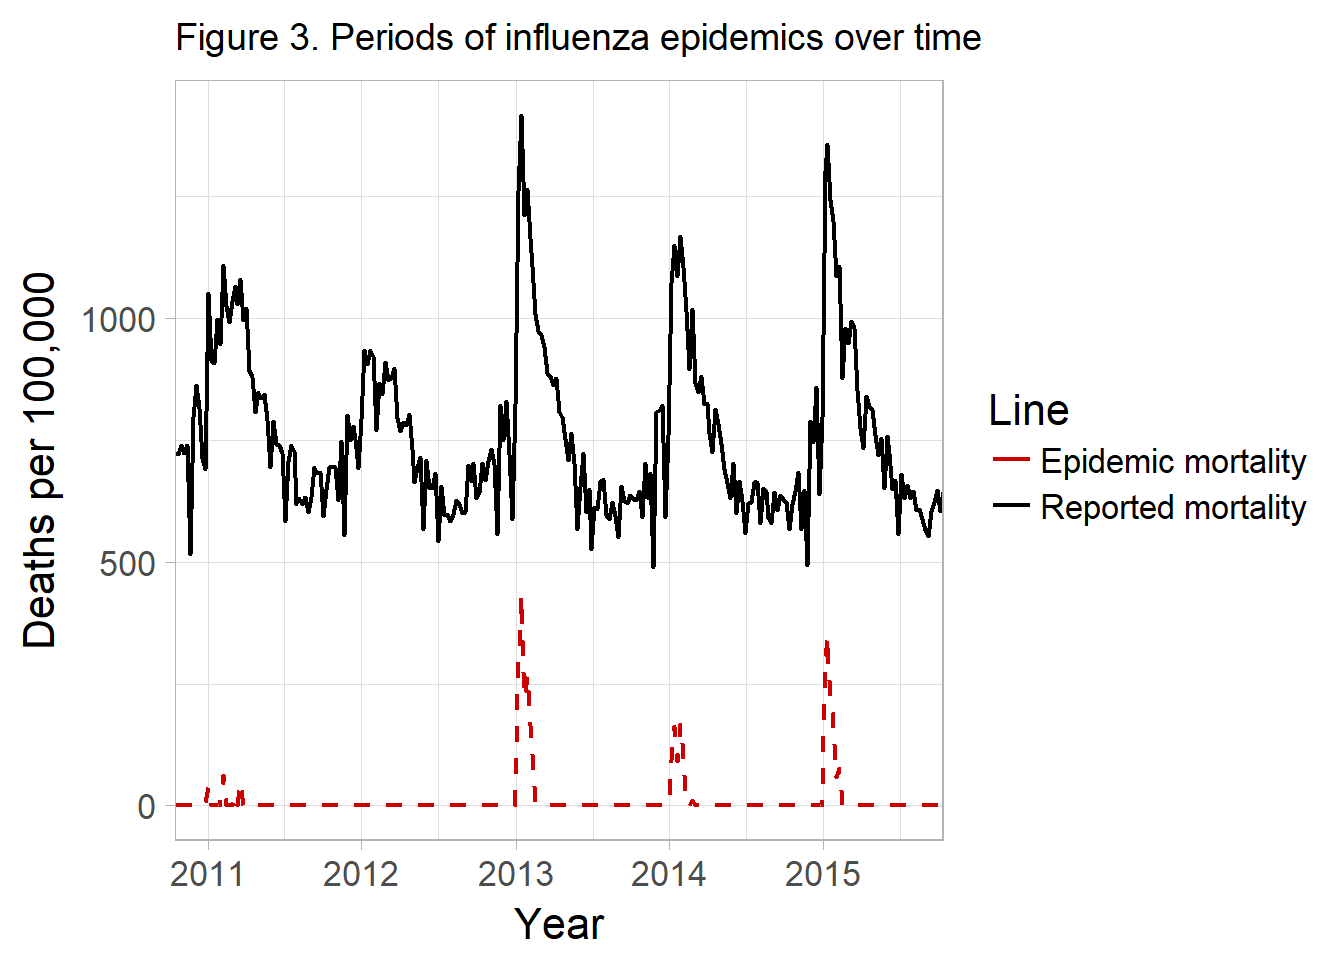 Figure 3. Periods of influenza epidemics over time
Deaths per 100,000
1000
500
0
2011 2012 2013 2014 2015
Year
Line
Epidemic mortality
Reported mortality